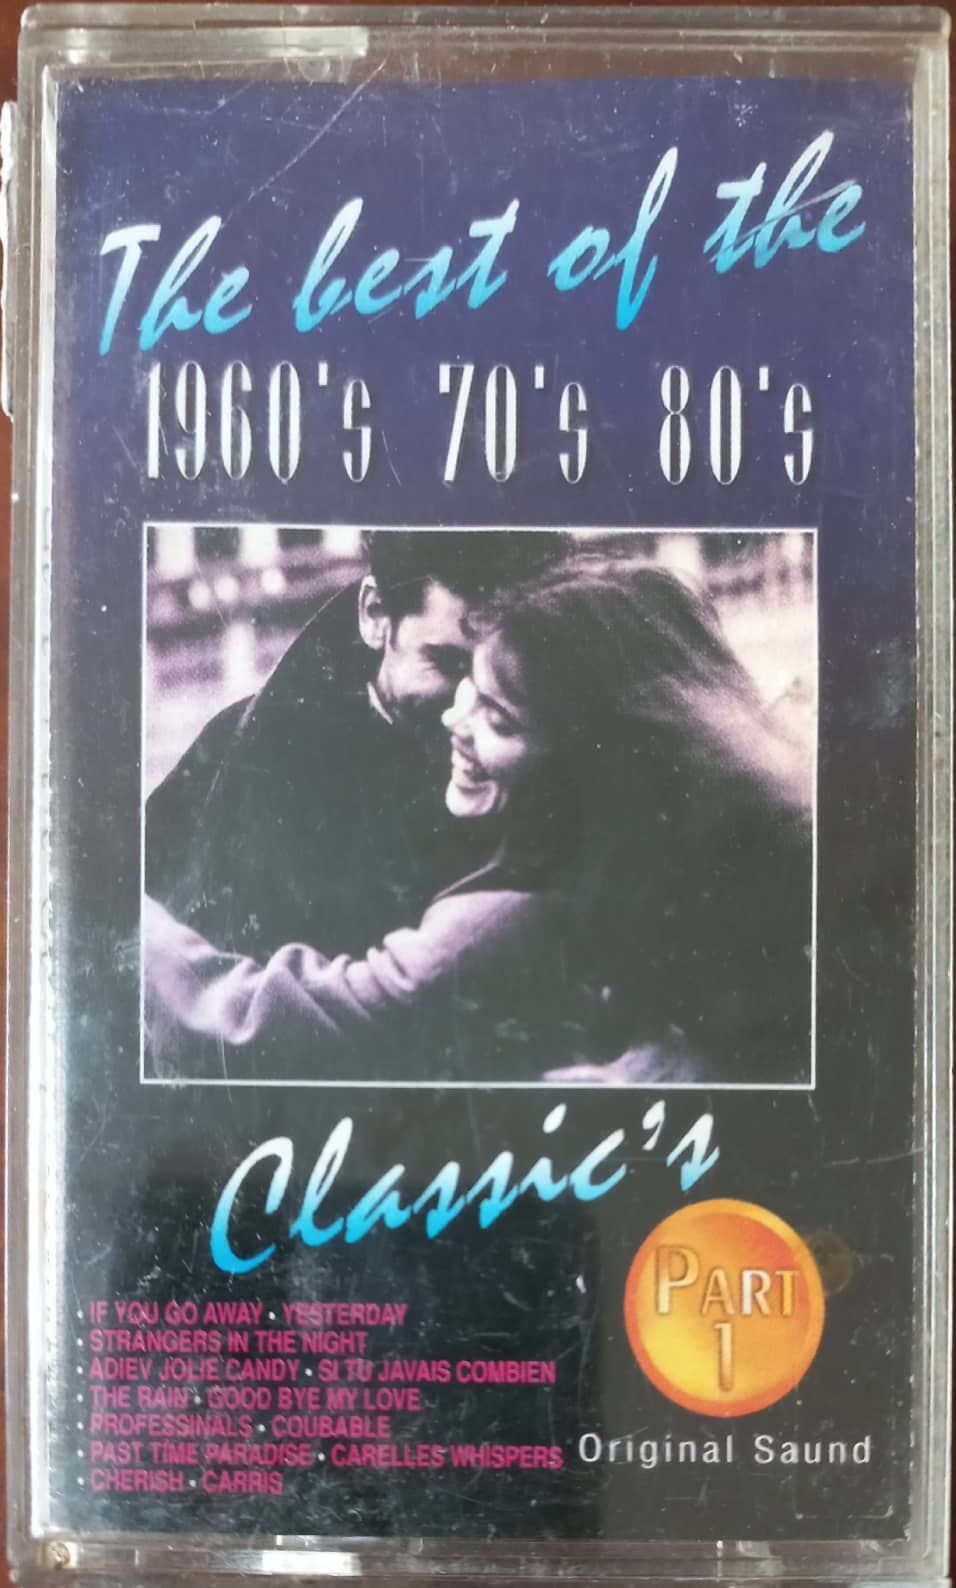 The best of the
1960's 70's 80's
Classic's
PART
1
• IF YOU GO AWAY • YESTERDAY
• STRANGERS IN THE NIGHT
• ADIEV JOLIE CANDY • SI TU JAVAIS COMBIEN
• THE RAIN • GOOD BYE MY LOVE
• PROFESSINALS • COUBABLE
• PAST TIME PARADISE • CARELLES WHISPERS
• CHERISH • CARRIS
Original Saund